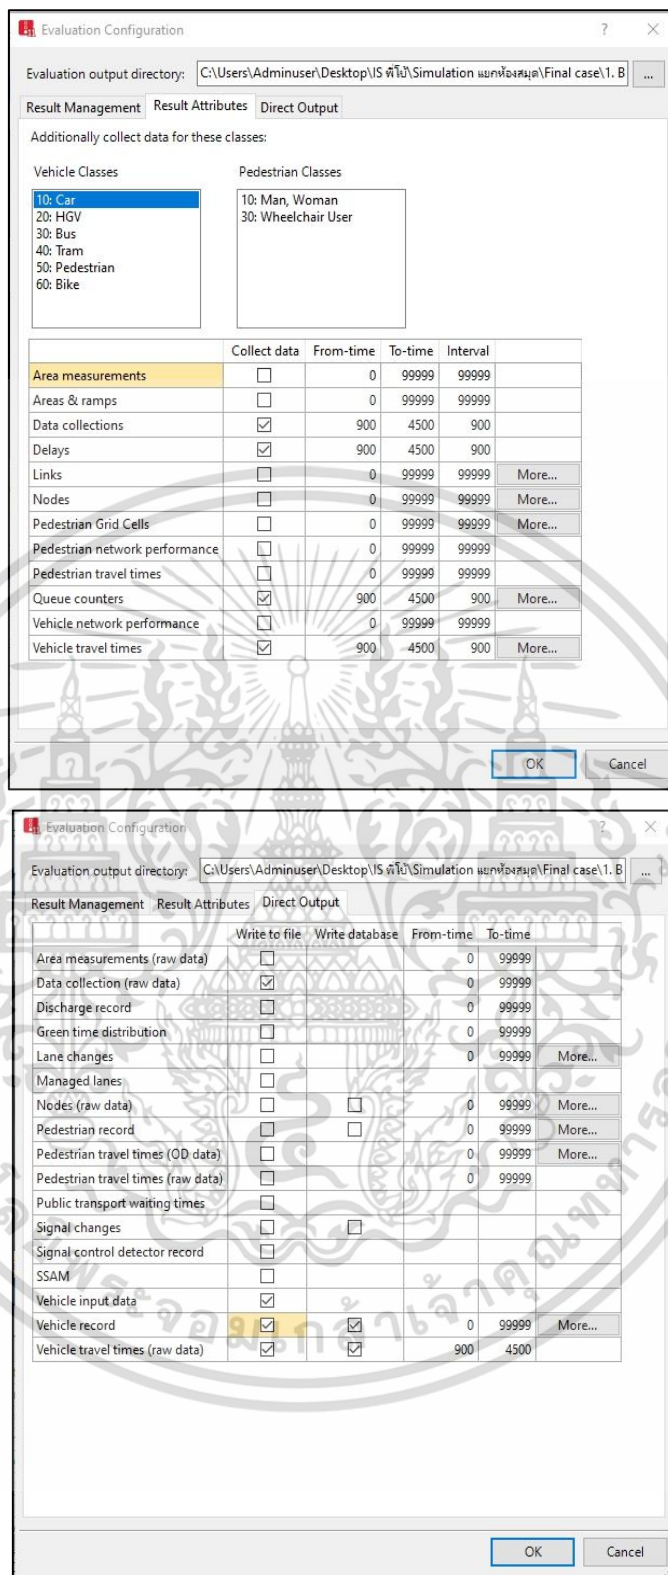 Evaluation Configuration ? ×
Evaluation output directory: C:\Users\Adminuser\Desktop\IS พี่โบ้\Simulation แยกห้องสมุด\Final case\1. B ...
Result Management Result Attributes Direct Output
Additionally collect data for these classes:
Vehicle Classes Pedestrian Classes
10: Car 10: Man, Woman
20: HGV 30: Wheelchair User
30: Bus
40: Tram
50: Pedestrian
60: Bike
Collect data From-time To-time Interval
Area measurements 0 99999 99999
Areas & ramps 0 99999 99999
Data collections 900 4500 900
Delays 900 4500 900
Links 0 99999 99999 More...
Nodes 0 99999 99999 More...
Pedestrian Grid Cells 0 99999 99999 More...
Pedestrian network performance 0 99999 99999
Pedestrian travel times 0 99999 99999
Queue counters 900 4500 900 More...
Vehicle network performance 0 99999 99999
Vehicle travel times 900 4500 900 More...
OK Cancel
Evaluation Configuration ? ×
Evaluation output directory: C:\Users\Adminuser\Desktop\IS พี่โบ้\Simulation แยกห้องสมุด\Final case\1. B ...
Result Management Result Attributes Direct Output
Write to file Write database From-time To-time
Area measurements (raw data) 0 99999
Data collection (raw data) 0 99999
Discharge record 0 99999
Green time distribution 0 99999
Lane changes 0 99999 More...
Managed lanes
Nodes (raw data) 0 99999 More...
Pedestrian record 0 99999 More...
Pedestrian travel times (OD data) 0 99999 More...
Pedestrian travel times (raw data) 0 99999
Public transport waiting times
Signal changes
Signal control detector record
SSAM
Vehicle input data
Vehicle record 0 99999 More...
Vehicle travel times (raw data) 900 4500
OK Cancel